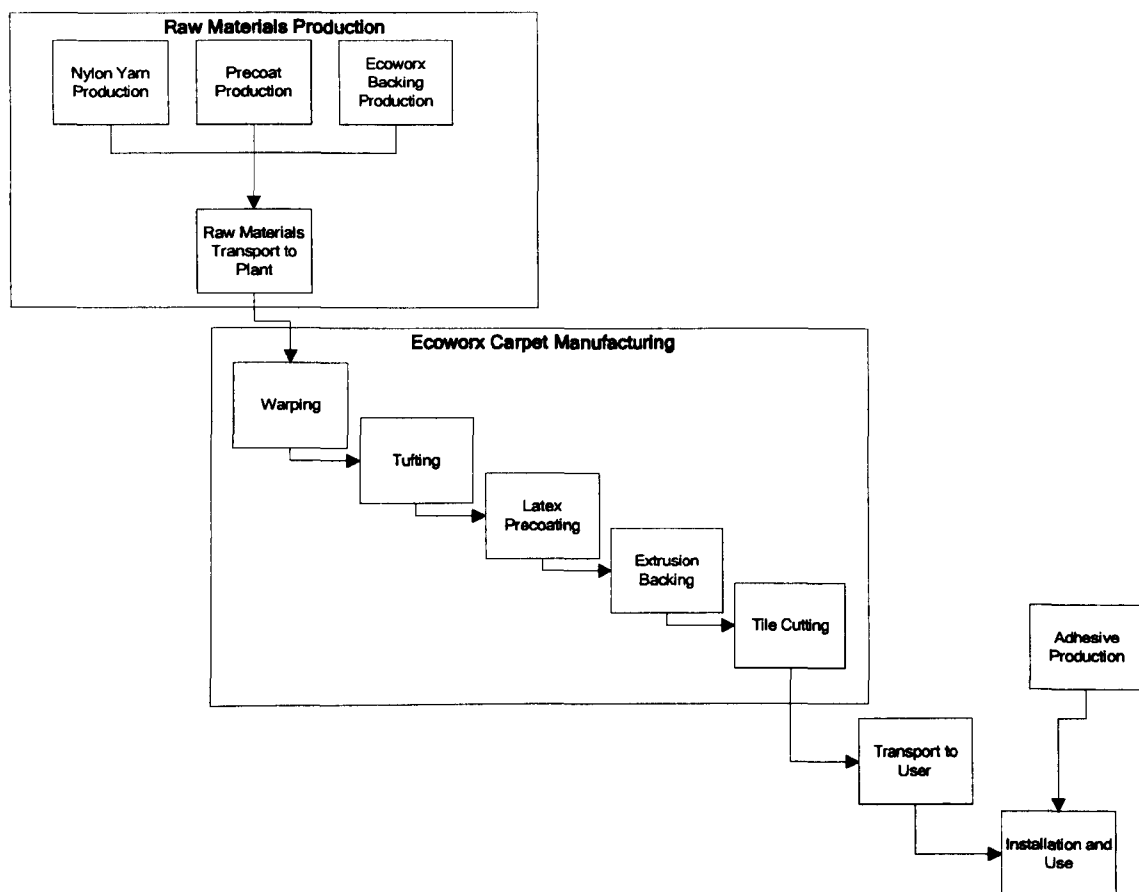 Raw Materials Production
Nylon Yarn
Production
Precoat
Production
Ecoworx
Backing
Production
Raw Materials
Transport to
Plant
Ecoworx Carpet Manufacturing
Warping
Tufting
Latex
Precoating
Extrusion
Backing
Tile Cutting
Adhesive
Production
Transport to
User
Installation and
Use